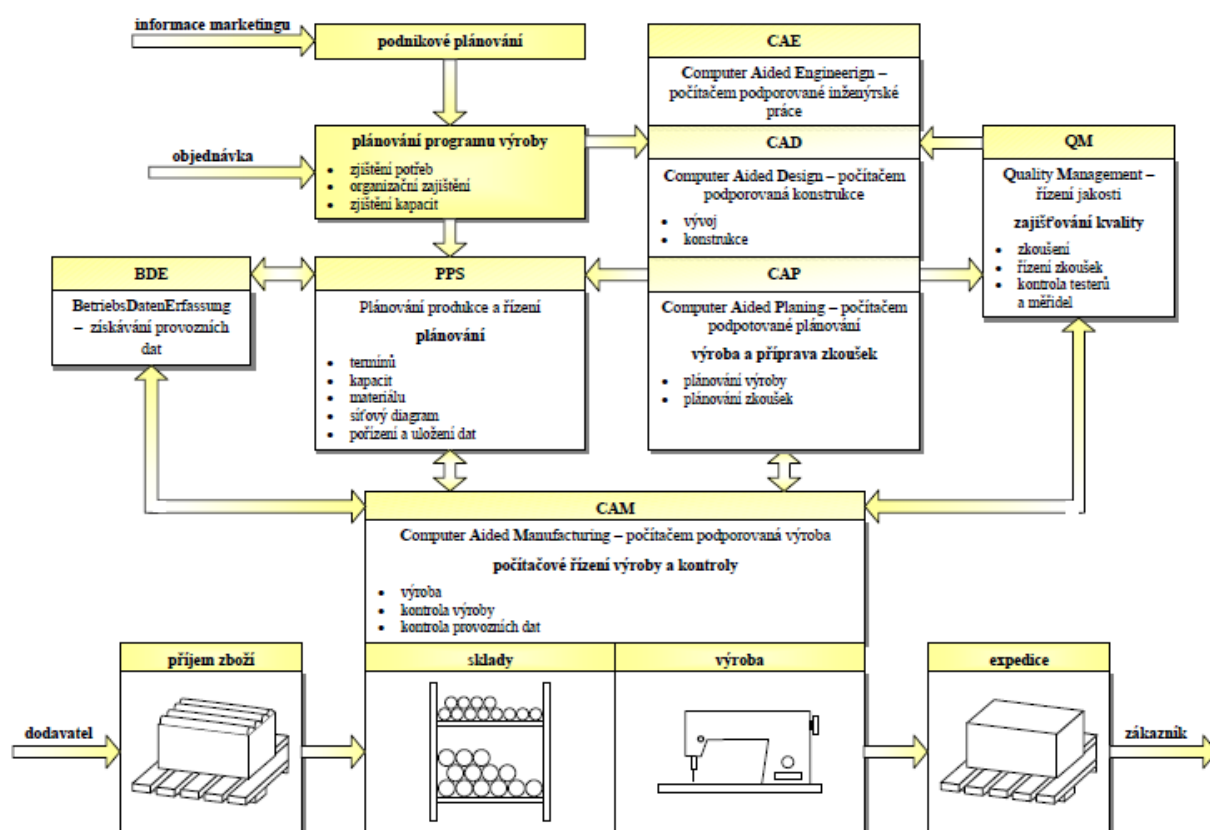 informace marketingu
podnikové plánování
CAE
Computer Aided Engineerign –
počítačem podporované inženýrské
práce
objednávka
plánování programu výroby
• zjištění potřeb
• organizační zajištění
• zjištění kapacit
CAD
Computer Aided Design – počítačem
podporovaná konstrukce
• vývoj
• konstrukce
QM
Quality Management –
řízení jakosti
zajišťování kvality
• zkoušení
• řízení zkoušek
• kontrola testerů
a měřidel
BDE
BetriebsDatenErfassung
– získávání provozních
dat
PPS
Plánování produkce a řízení
plánování
• termínů
• kapacit
• materiálu
• síťový diagram
• pořízení a uložení dat
CAP
Computer Aided Planing – počítačem
podpotované plánování
výroba a příprava zkoušek
• plánování výroby
• plánování zkoušek
CAM
Computer Aided Manufacturing – počítačem podporovaná výroba
počítačové řízení výroby a kontroly
• výroba
• kontrola výroby
• kontrola provozních dat
příjem zboží
sklady
výroba
expedice
dodavatel
zákazník